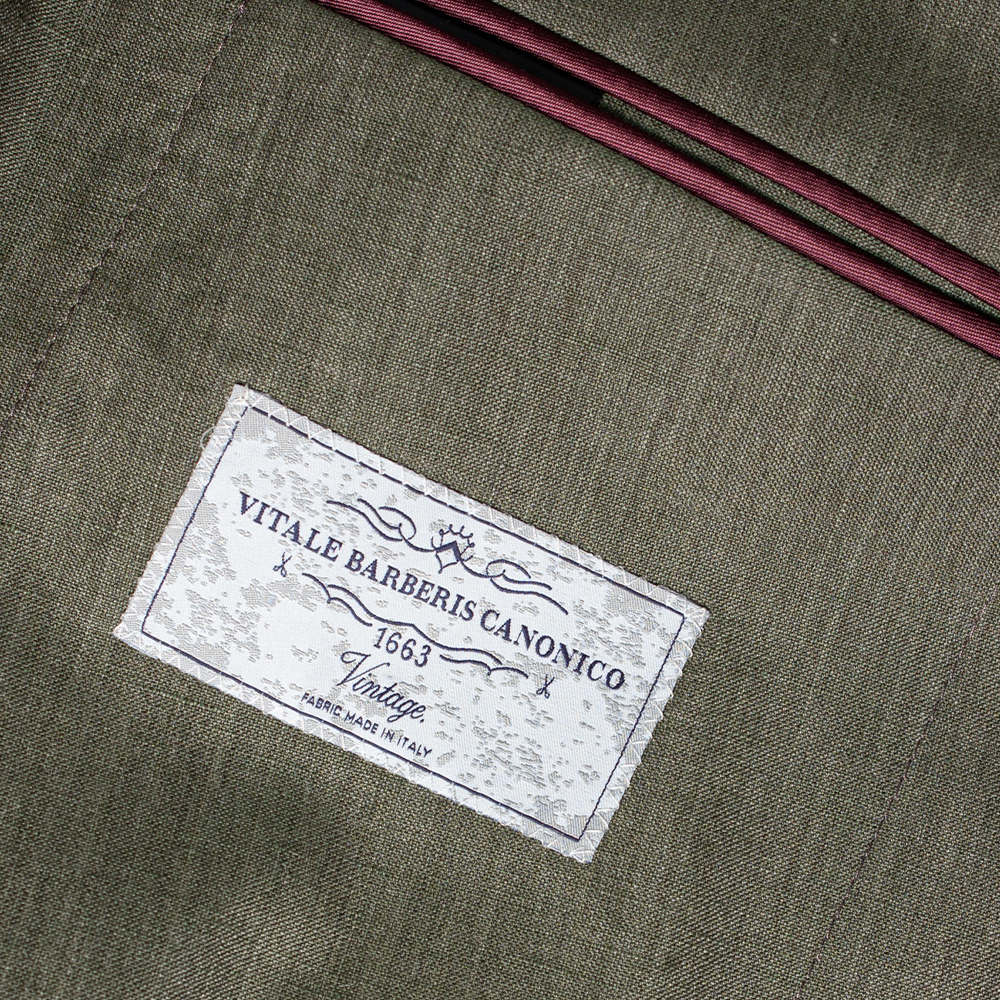 VITALE BARBERIS CANONICO
1663
Vintage.
FABRIC MADE IN ITALY